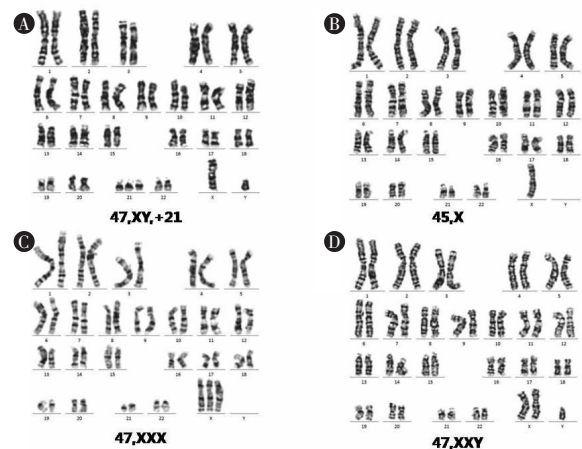 A
1 2 3 4 5
6 7 8 9 10 11 12
13 14 15 16 17 18
19 20 21 22 X Y
47,XY,+21
B
1 2 3 4 5
6 7 8 9 10 11 12
13 14 15 16 17 18
19 20 21 22 X Y
45,X
C
1 2 3 4 5
6 7 8 9 10 11 12
13 14 15 16 17 18
19 20 21 22 X Y
47,XXX
D
1 2 3 4 5
6 7 8 9 10 11 12
13 14 15 16 17 18
19 20 21 22 X Y
47,XXY